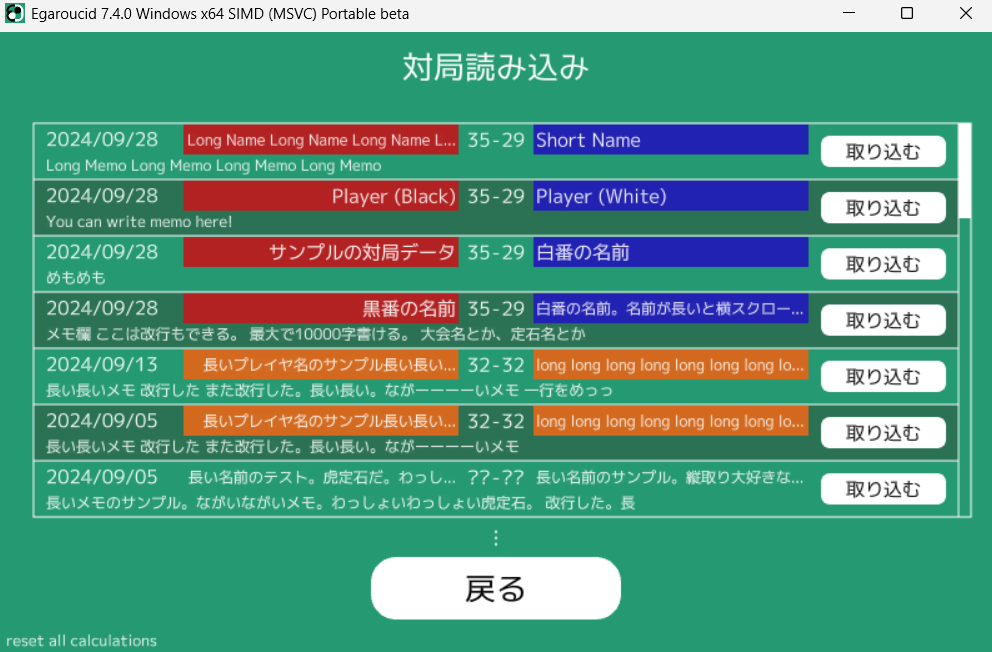 Egaroucid 7.4.0 Windows x64 SIMD (MSVC) Portable beta
対局読み込み
2024/09/28 Long Name Long Name Long Name L... 35-29 Short Name 取り込む
Long Memo Long Memo Long Memo Long Memo
2024/09/28 Player (Black) 35-29 Player (White) 取り込む
You can write memo here!
2024/09/28 サンプルの対局データ 35-29 白番の名前 取り込む
めもめも
2024/09/28 黒番の名前 35-29 白番の名前。名前が長いと横スクロー... 取り込む
メモ欄 ここは改行もできる。 最大で10000字書ける。 大会名とか、定石名とか
2024/09/13 長いプレイヤ名のサンプル長い長い... 32-32 long long long long long long long lo... 取り込む
長い長いメモ 改行した また改行した。長い長い。ながーーーーいメモ 一行をめっっ
2024/09/05 長いプレイヤ名のサンプル長い長い... 32-32 long long long long long long long lo... 取り込む
長い長いメモ 改行した また改行した。長い長い。ながーーーーいメモ
2024/09/05 長い名前のテスト。虎定石だ。わっし... ??-?? 長い名前のサンプル。縦取り大好きな... 取り込む
長いメモのサンプル。ながいながいメモ。わっしょいわっしょい虎定石。 改行した。長
⋮
戻る
reset all calculations